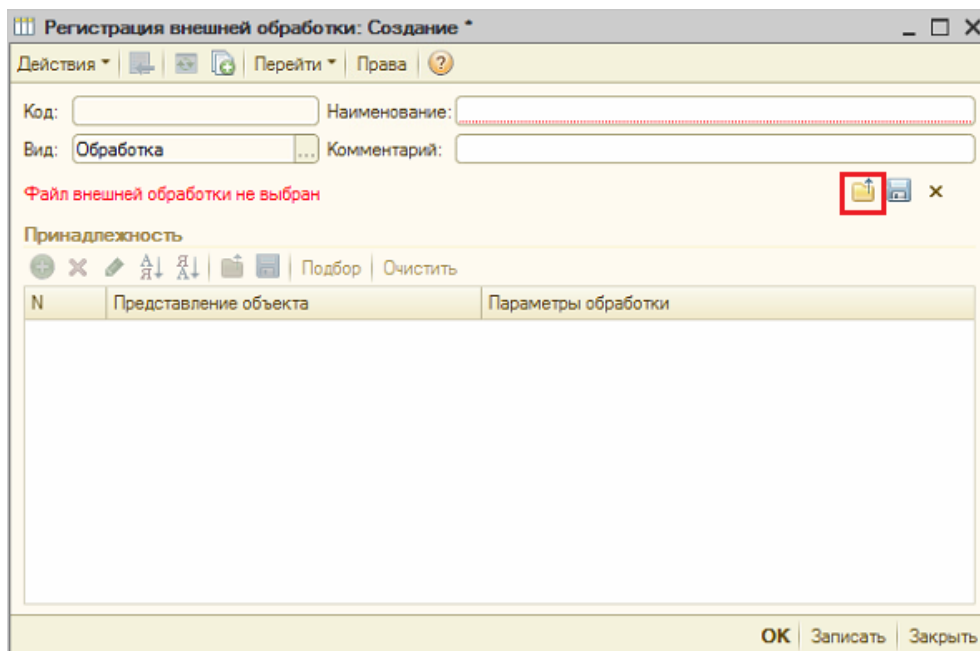 Регистрация внешней обработки: Создание *
Действия Перейти Права ?
Код: Наименование:
Вид: Обработка ... Комментарий:
Файл внешней обработки не выбран
Принадлежность
Подбор Очистить
N Представление объекта Параметры обработки
OK Записать Закрыть